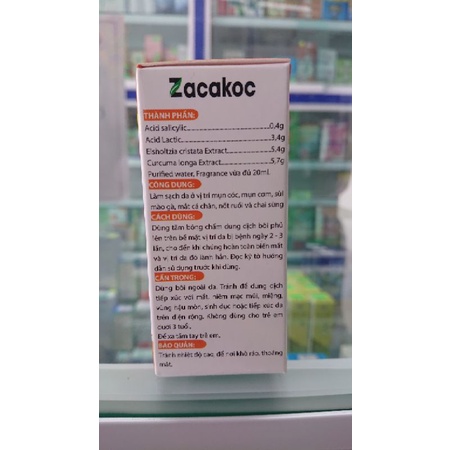 Zacakoc
THÀNH PHẦN:
Acid salicylic.....................0,4g
Acid Lactic.....................3,4g
Elsholtzia cristata Extract..........5,4g
Curcuma longa Extract..........5,7g
Purified water, Fragrance vừa đủ 20ml.
CÔNG DỤNG:
Làm sạch da ở vị trí mụn cóc, mụn cơm, sùi
mào gà, mắt cá chân, nốt ruồi và chai sừng
CÁCH DÙNG:
Dùng tăm bông chấm dung dịch bôi phủ
lên trên bề mặt vị trí da bị bệnh ngày 2 - 3
lần, cho đến khi chúng hoàn toàn biến mất
và vị trí da đó lành hẳn. Đọc kỹ tờ hướng
dẫn sử dụng trước khi dùng.
CẨN TRỌNG:
Dùng bôi ngoài da. Tránh để dung dịch
tiếp xúc với mắt, niêm mạc mũi, miệng,
vùng hậu môn, sinh dục hoặc tiếp xúc da
trên diện rộng. Không dùng cho trẻ em
dưới 3 tuổi.
Để xa tầm tay trẻ em.
BẢO QUẢN:
Tránh nhiệt độ cao, để nơi khô ráo, thoáng
mát.